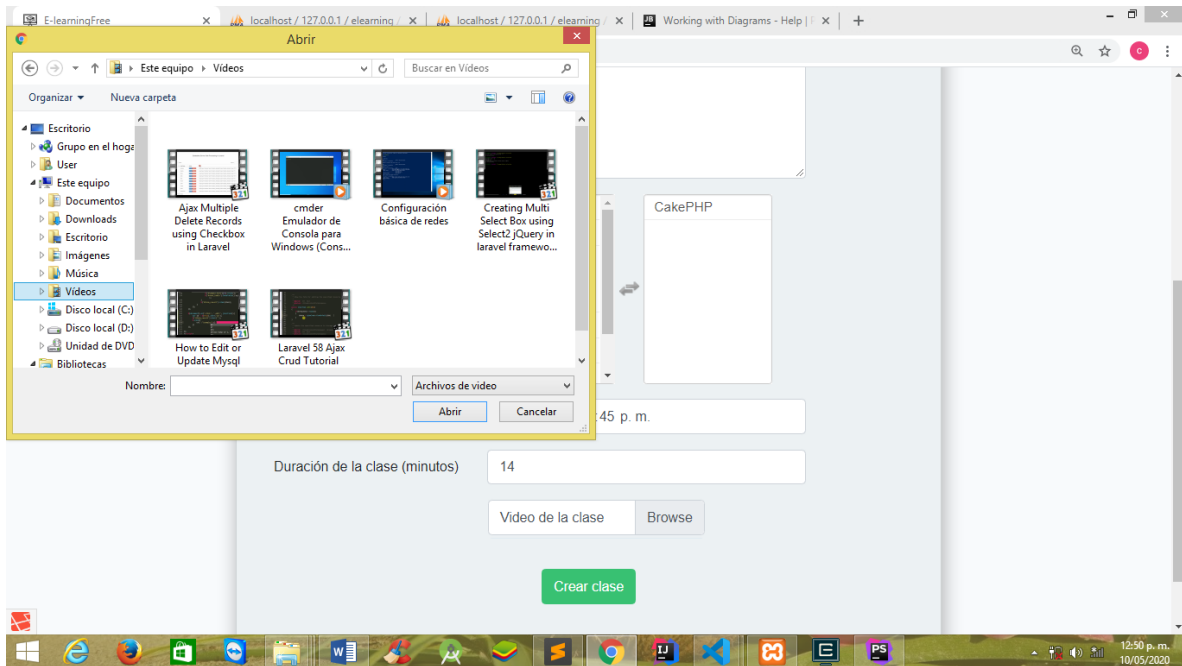 E-learningFree
localhost / 127.0.0.1 / elearning /
localhost / 127.0.0.1 / elearning /
Working with Diagrams - Help |
Abrir
Este equipo
Vídeos
Buscar en Vídeos
Organizar
Nueva carpeta
Escritorio
Grupo en el hoga
User
Este equipo
Documentos
Downloads
Escritorio
Imágenes
Música
Vídeos
Disco local (C:)
Disco local (D:)
Unidad de DVD
Bibliotecas
Ajax Multiple
Delete Records
using Checkbox
in Laravel
cmder
Emulador de
Consola para
Windows (Cons...
Configuración
básica de redes
Creating Multi
Select Box using
Select2 jQuery in
laravel framewo...
How to Edit or
Update Mysql
Laravel 58 Ajax
Crud Tutorial
Nombre:
Archivos de video
Abrir
Cancelar
CakePHP
:45 p. m.
Duración de la clase (minutos)
14
Video de la clase
Browse
Crear clase
12:50 p. m.
10/05/2020